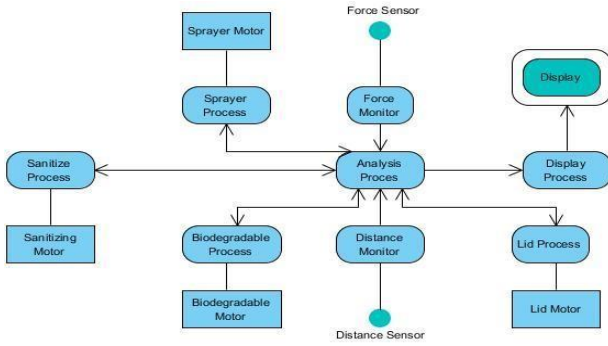 Force Sensor
Sprayer Motor
Display
Sprayer
Process
Force
Monitor
Sanitize
Process
Analysis
Proces
Display
Process
Sanitizing
Motor
Biodegradable
Process
Distance
Monitor
Lid Process
Biodegradable
Motor
Lid Motor
Distance Sensor